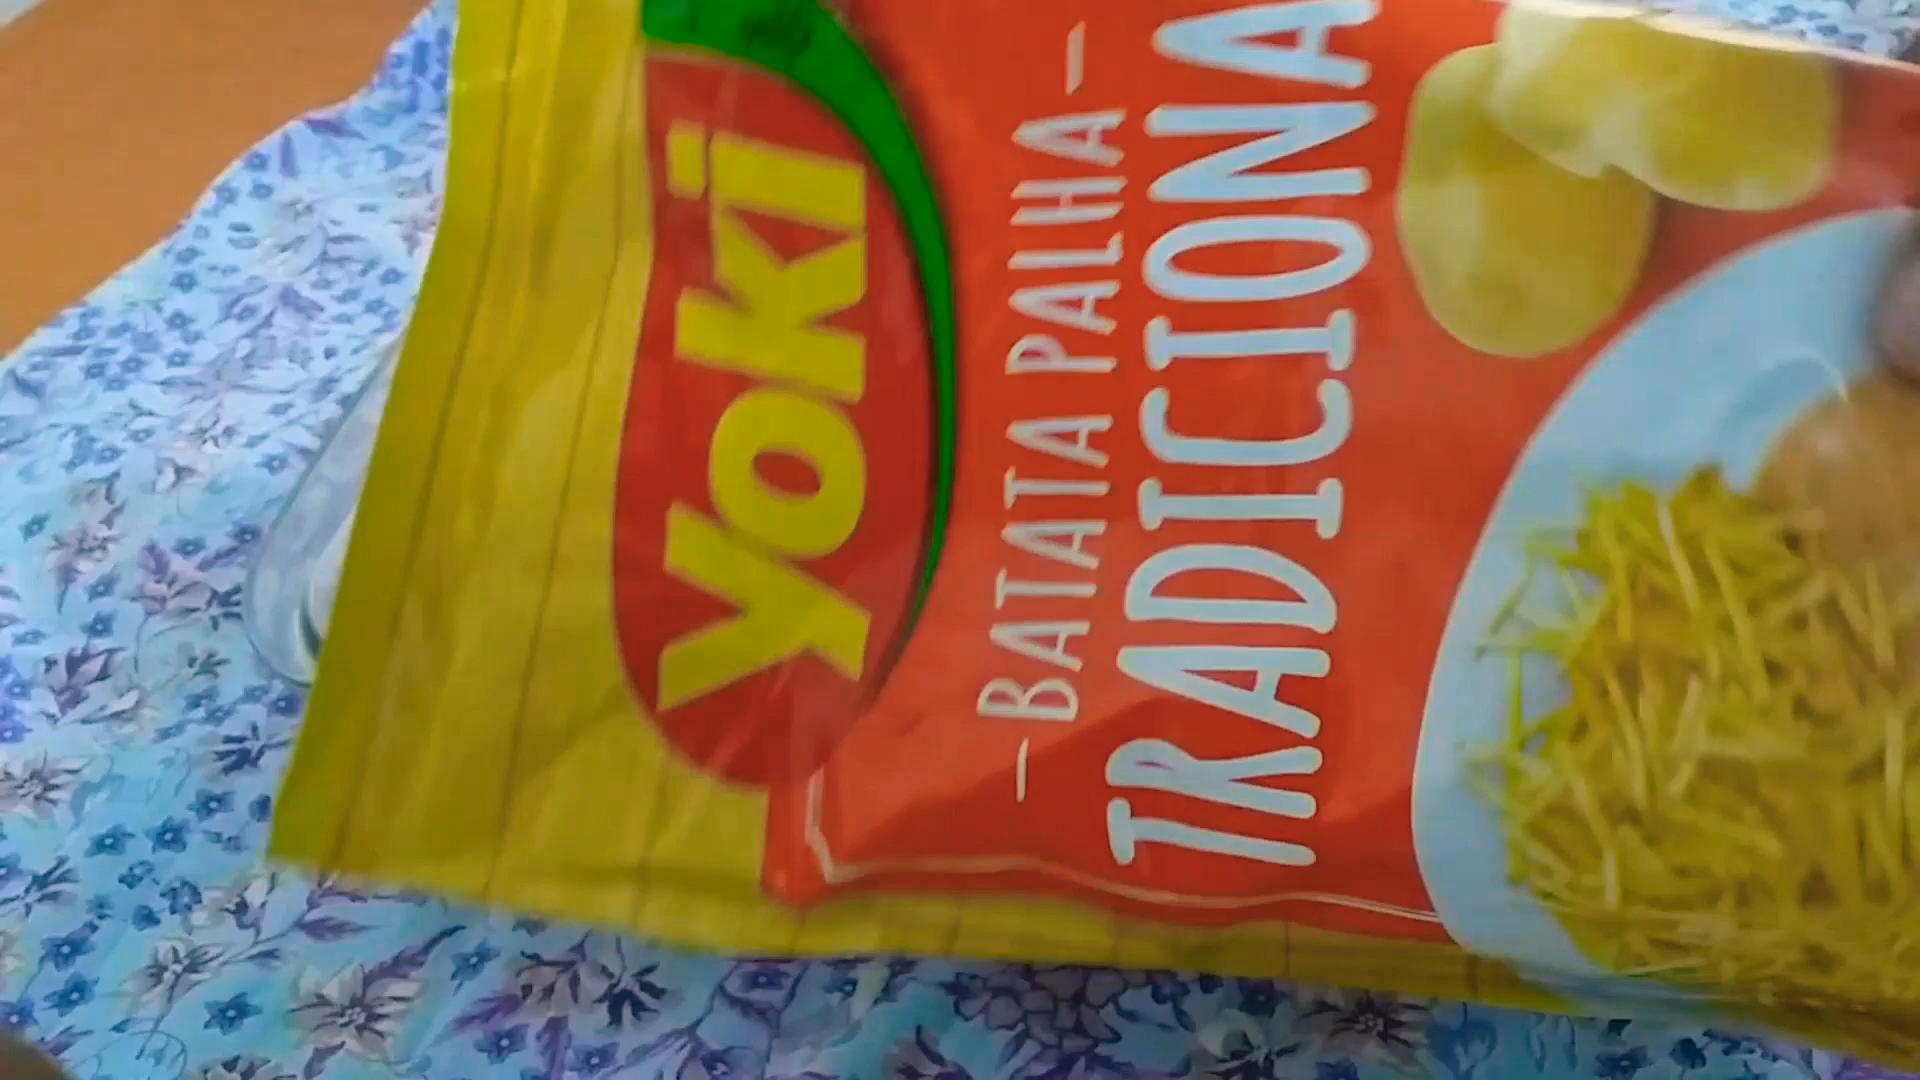 Yoki
— BATATA PALHA —
TRADICIONA